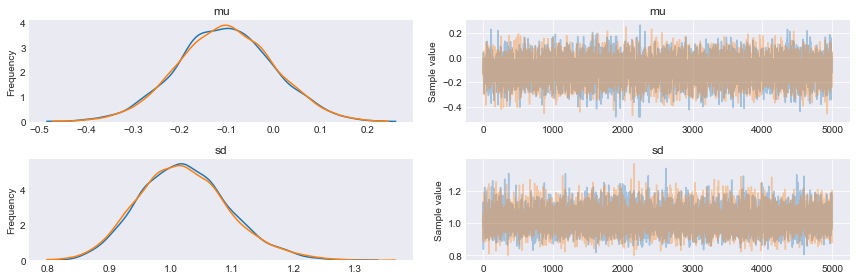 mu
Frequency
4
3
2
1
0
−0.5 −0.4 −0.3 −0.2 −0.1 0.0 0.1 0.2
mu
Sample value
0.2
0.0
−0.2
−0.4
0 1000 2000 3000 4000 5000
sd
Frequency
4
2
0
0.8 0.9 1.0 1.1 1.2 1.3
sd
Sample value
1.2
1.0
0.8
0 1000 2000 3000 4000 5000